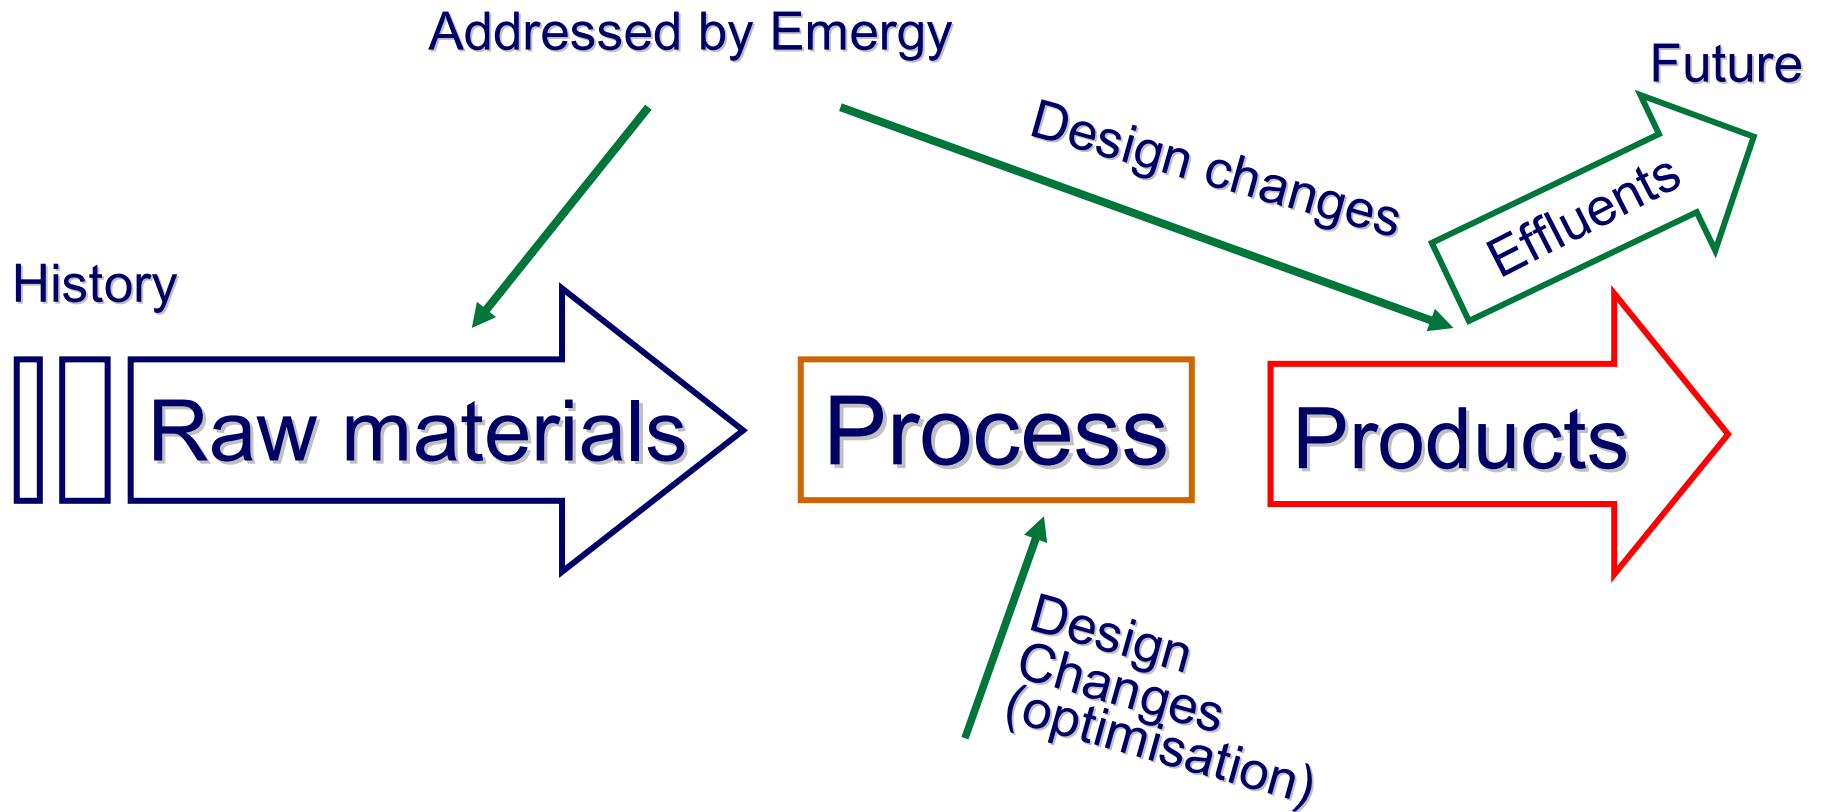 Addressed by Emergy
Future
Design changes
Effluents
History
Raw materials
Process
Products
Design
Changes
(optimisation)